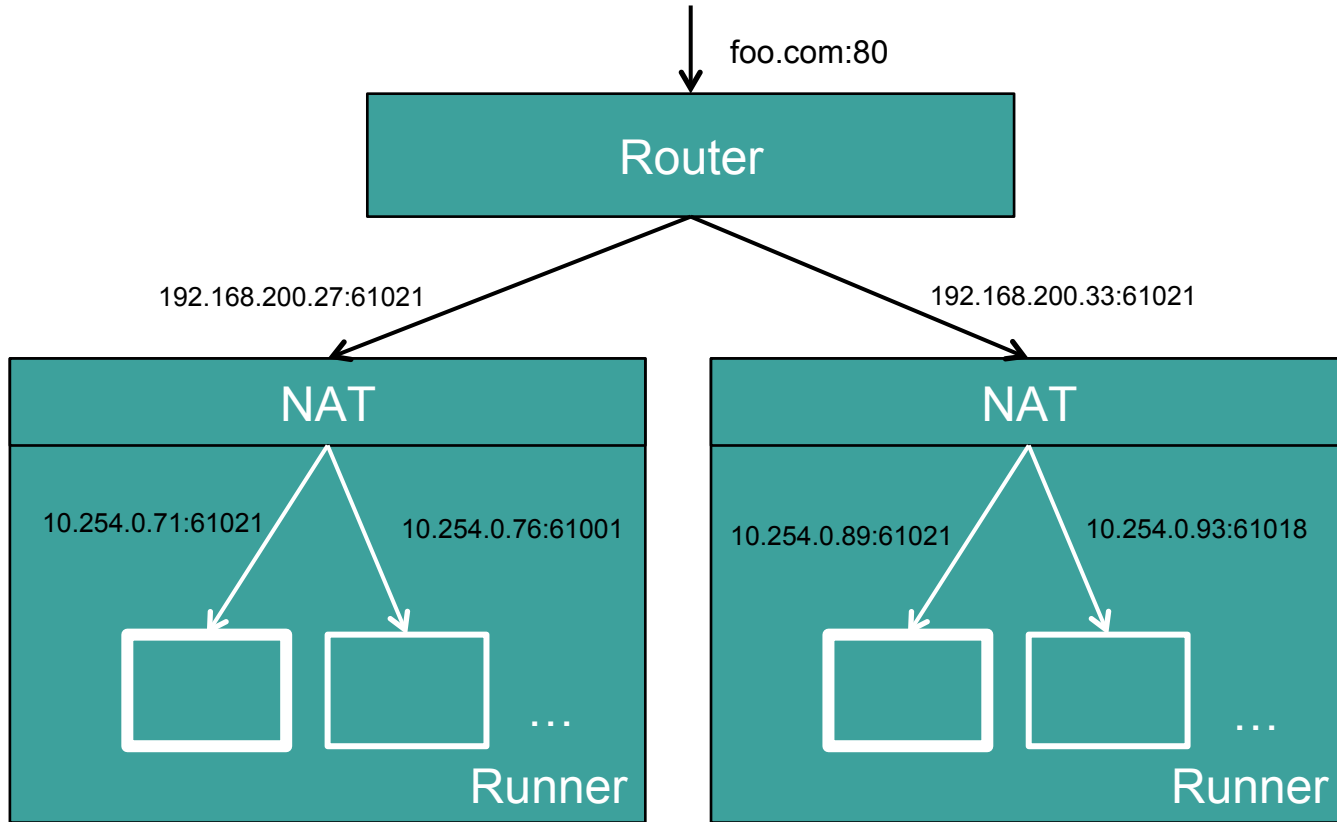 foo.com:80
Router
192.168.200.27:61021
192.168.200.33:61021
NAT
NAT
10.254.0.71:61021
10.254.0.76:61001
10.254.0.89:61021
10.254.0.93:61018
...
...
Runner
Runner